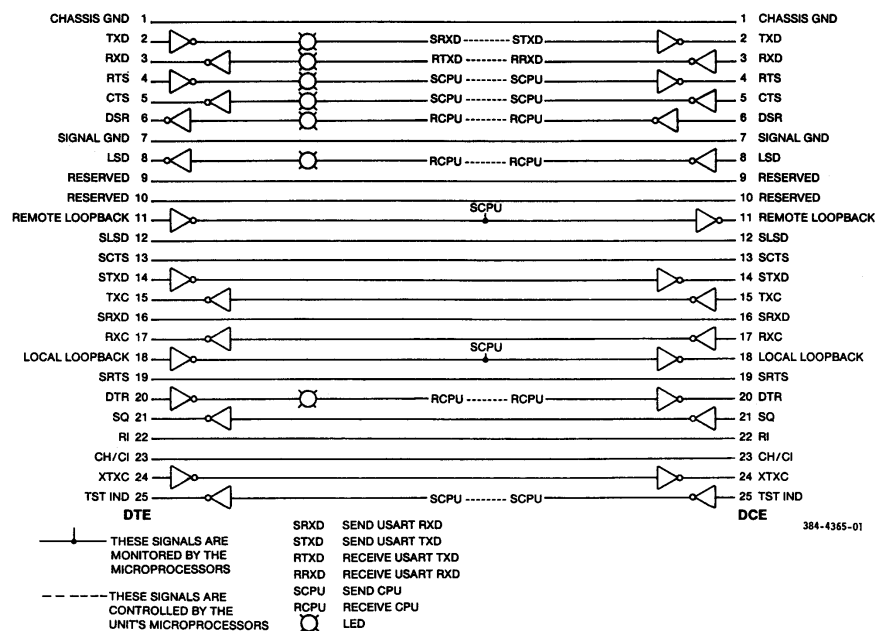 CHASSIS GND 1 1 CHASSIS GND
TXD 2 SRXD STXD 2 TXD
RXD 3 RTXD RRXD 3 RXD
RTS 4 SCPU SCPU 4 RTS
CTS 5 SCPU SCPU 5 CTS
DSR 6 RCPU RCPU 6 DSR
SIGNAL GND 7 7 SIGNAL GND
LSD 8 RCPU RCPU 8 LSD
RESERVED 9 9 RESERVED
RESERVED 10 10 RESERVED
SCPU
REMOTE LOOPBACK 11 11 REMOTE LOOPBACK
SLSD 12 12 SLSD
SCTS 13 13 SCTS
STXD 14 14 STXD
TXC 15 15 TXC
SRXD 16 16 SRXD
RXC 17 17 RXC
SCPU
LOCAL LOOPBACK 18 18 LOCAL LOOPBACK
SRTS 19 19 SRTS
DTR 20 RCPU RCPU 20 DTR
SQ 21 21 SQ
RI 22 22 RI
CH/CI 23 23 CH/CI
XTXC 24 24 XTXC
TST IND 25 SCPU SCPU 25 TST IND
DTE DCE
384-4365-01
THESE SIGNALS ARE
MONITORED BY THE
MICROPROCESSORS
THESE SIGNALS ARE
CONTROLLED BY THE
UNIT'S MICROPROCESSORS
SRXD SEND USART RXD
STXD SEND USART TXD
RTXD RECEIVE USART TXD
RRXD RECEIVE USART RXD
SCPU SEND CPU
RCPU RECEIVE CPU
LED